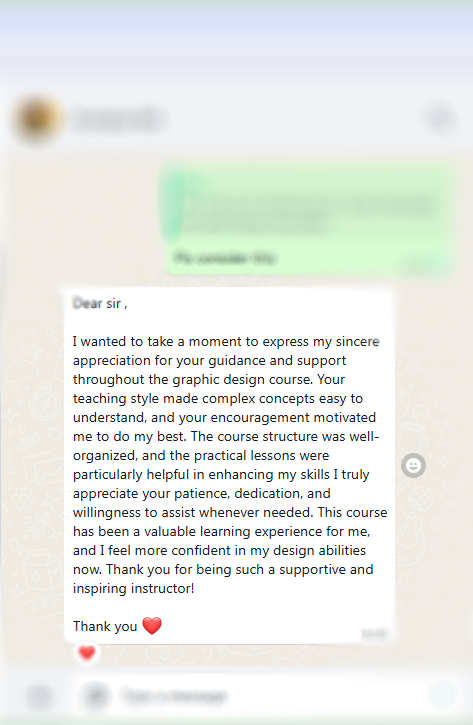 Dear sir ,
I wanted to take a moment to express my sincere
appreciation for your guidance and support
throughout the graphic design course. Your
teaching style made complex concepts easy to
understand, and your encouragement motivated
me to do my best. The course structure was well-
organized, and the practical lessons were
particularly helpful in enhancing my skills I truly
appreciate your patience, dedication, and
willingness to assist whenever needed. This course
has been a valuable learning experience for me,
and I feel more confident in my design abilities
now. Thank you for being such a supportive and
inspiring instructor!
Thank you ❤️